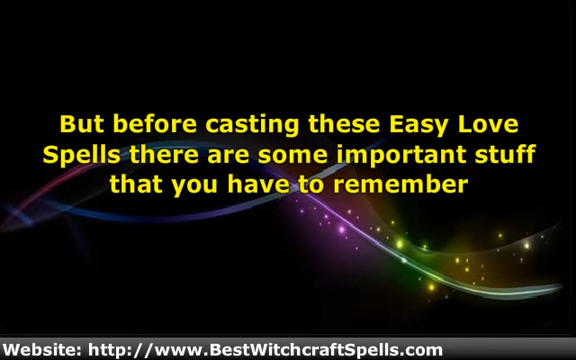 But before casting these Easy Love
Spells there are some important stuff
that you have to remember
Website: http://www.BestWitchcraftSpells.com